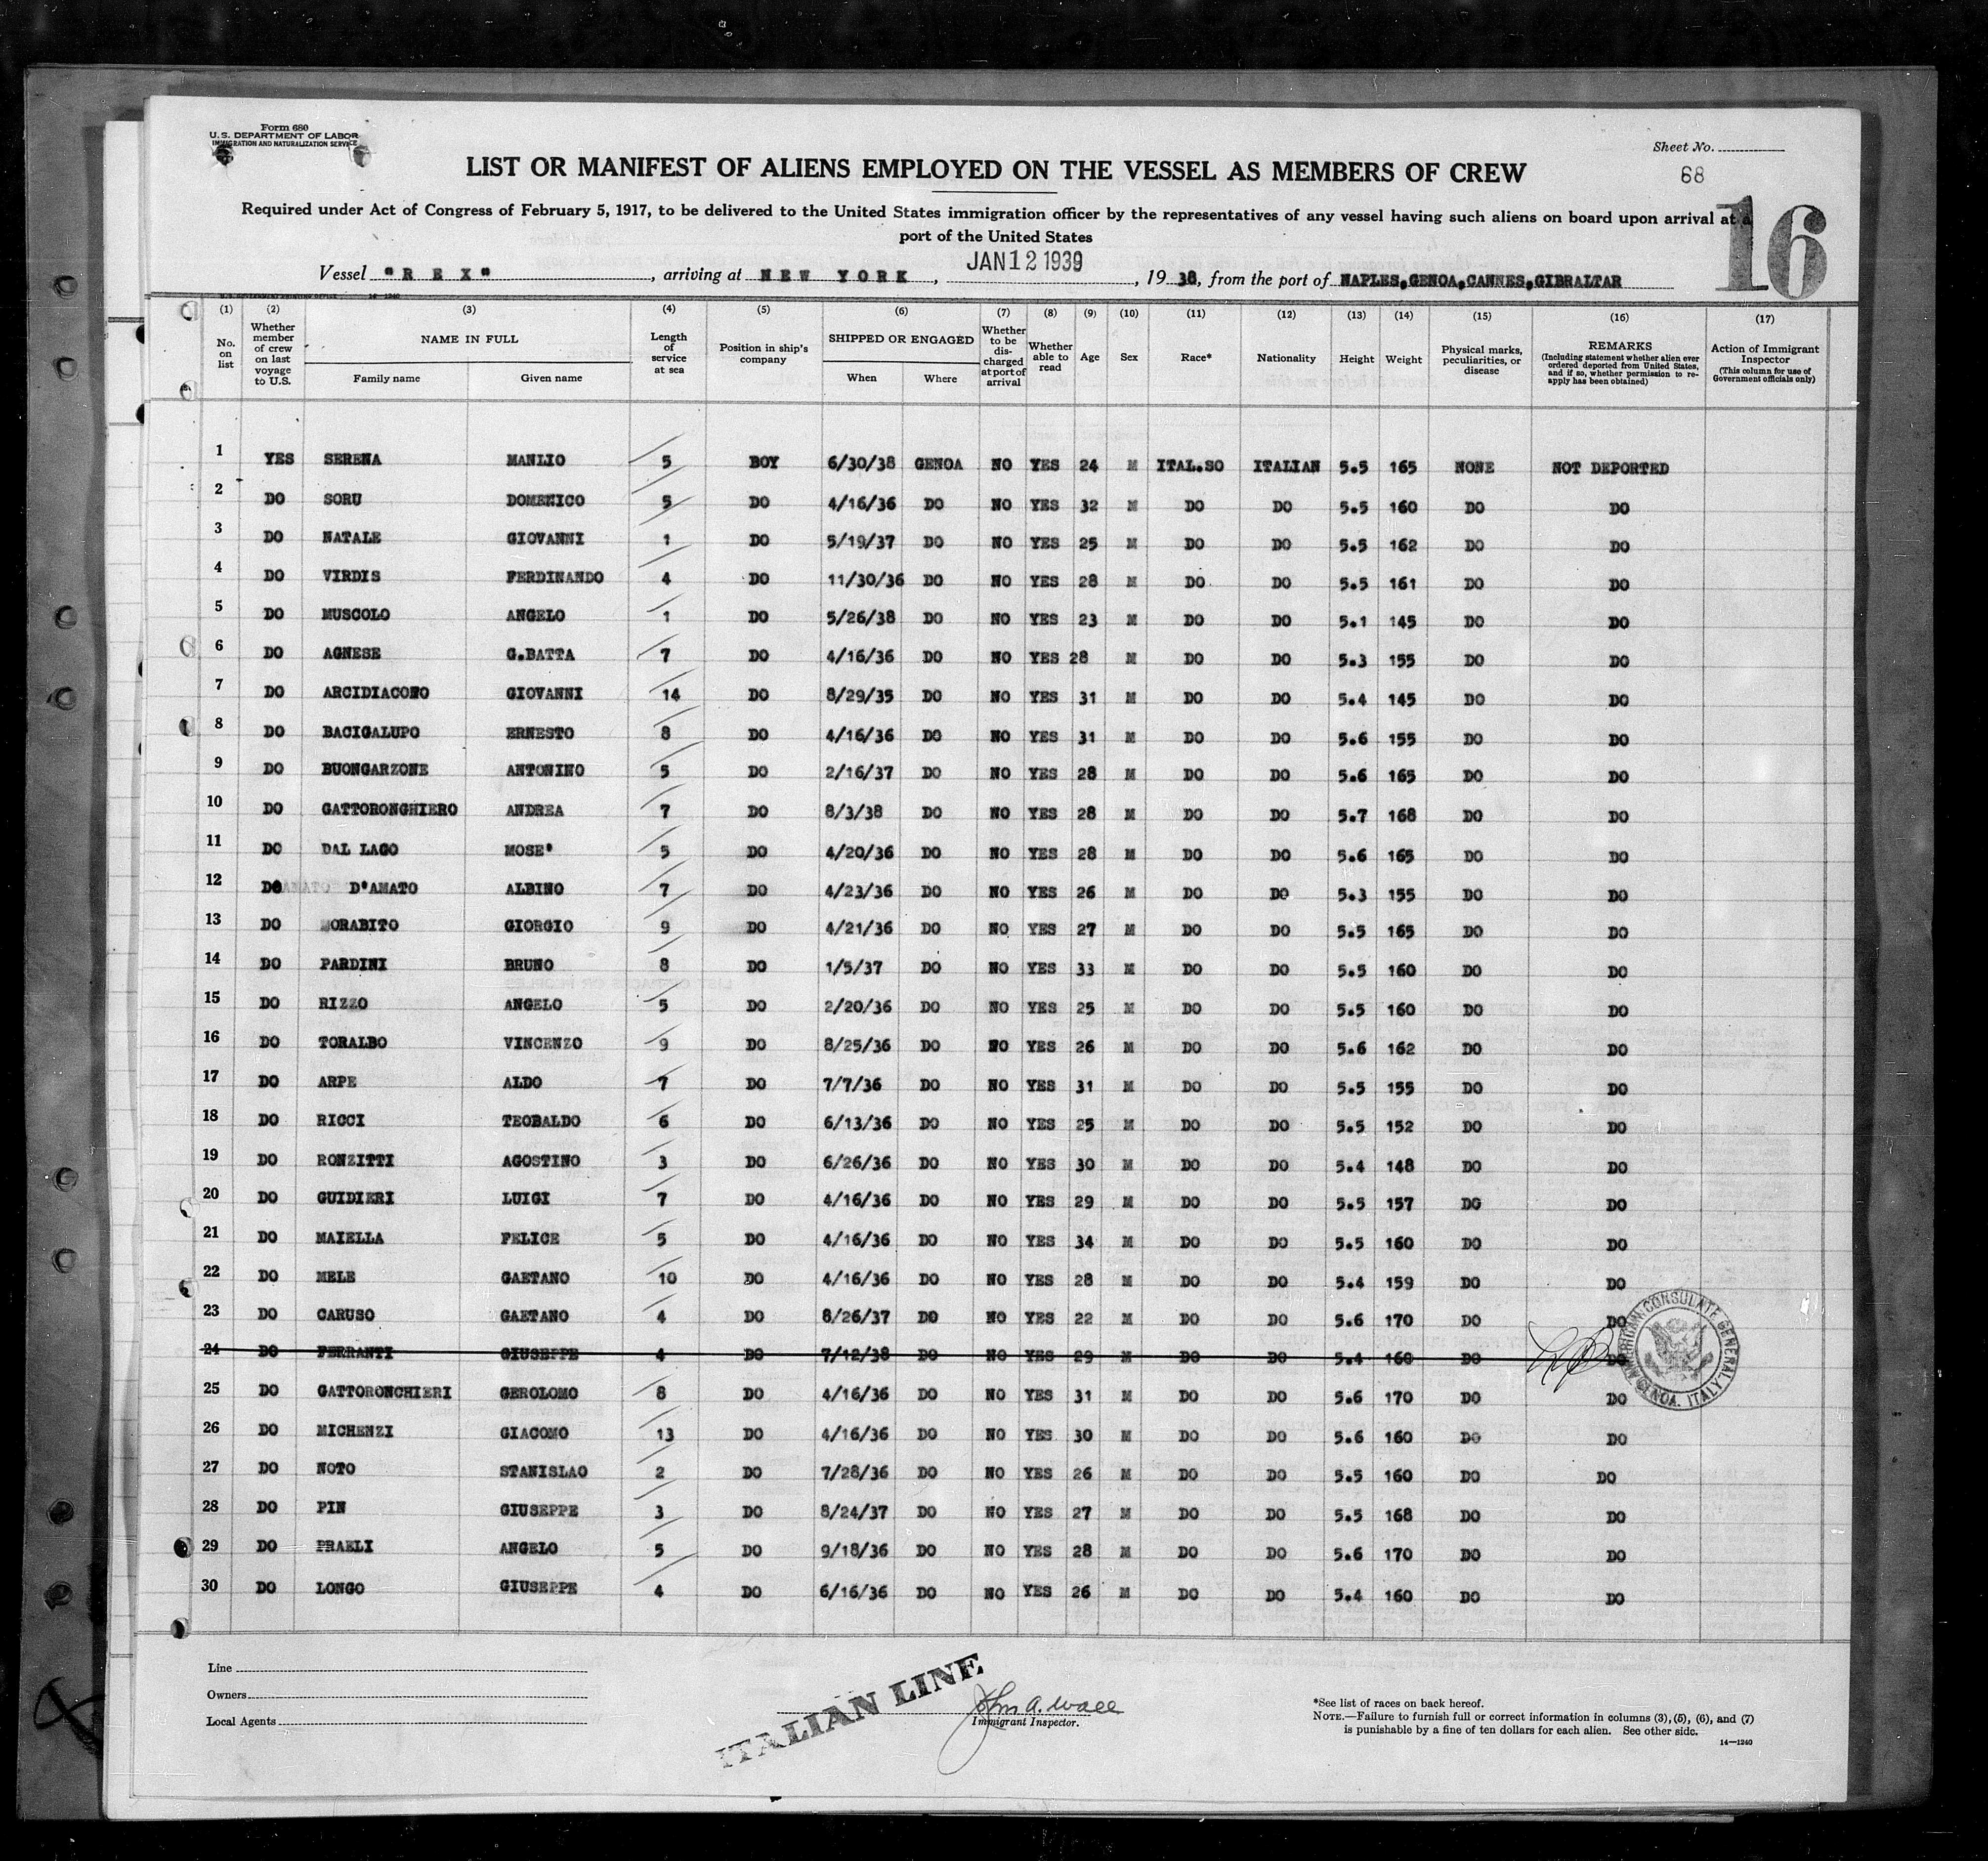 Form 680
U. S. DEPARTMENT OF LABOR
IMMIGRATION AND NATURALIZATION SERVICE
Sheet No.
68
16
LIST OR MANIFEST OF ALIENS EMPLOYED ON THE VESSEL AS MEMBERS OF CREW
Required under Act of Congress of February 5, 1917, to be delivered to the United States immigration officer by the representatives of any vessel having such aliens on board upon arrival at a
port of the United States
JAN 12 1939
Vessel "R E X", arriving at NEW YORK, , 19 38, from the port of NAPLES,GENOA,CANNES,GIBRALTAR
(1) (2) (3) (4) (5) (6) (7) (8) (9) (10) (11) (12) (13) (14) (15) (16) (17)
No. on list
Whether member of crew on last voyage to U.S.
NAME IN FULL
Family name
Given name
Length of service at sea
Position in ship's company
SHIPPED OR ENGAGED
When
Where
Whether to be discharged at port of arrival
Whether able to read
Age
Sex
Race*
Nationality
Height
Weight
Physical marks, peculiarities, or disease
REMARKS
(Including statement whether alien ever ordered deported from United States, and if so, whether permission to re-apply has been obtained)
Action of Immigrant Inspector
(This column for use of Government officials only)
1 YES SERENA MANLIO 5 BOY 6/30/38 GENOA NO YES 24 M ITAL.SO ITALIAN 5.5 165 NONE NOT DEPORTED
2 DO SORU DOMENICO 5 DO 4/16/36 DO NO YES 32 M DO DO 5.5 160 DO DO
3 DO NATALE GIOVANNI 1 DO 5/19/37 DO NO YES 25 M DO DO 5.5 162 DO DO
4 DO VIRDIS FERDINANDO 4 DO 11/30/36 DO NO YES 28 M DO DO 5.5 161 DO DO
5 DO MUSCOLO ANGELO 1 DO 5/26/38 DO NO YES 23 M DO DO 5.1 145 DO DO
6 DO AGNESE G.BATTA 7 DO 4/16/36 DO NO YES 28 M DO DO 5.3 155 DO DO
7 DO ARCIDIACONO GIOVANNI 14 DO 8/29/35 DO NO YES 31 M DO DO 5.4 145 DO DO
8 DO BACIGALUPO ERNESTO 8 DO 4/16/36 DO NO YES 31 M DO DO 5.6 155 DO DO
9 DO BUONGARZONE ANTONINO 5 DO 2/16/37 DO NO YES 28 M DO DO 5.6 165 DO DO
10 DO GATTORONGHIERO ANDREA 7 DO 8/3/38 DO NO YES 28 M DO DO 5.7 168 DO DO
11 DO DAL LAGO MOSE' 5 DO 4/20/36 DO NO YES 28 M DO DO 5.6 165 DO DO
12 DO D'AMATO ALBINO 7 DO 4/23/36 DO NO YES 26 M DO DO 5.3 155 DO DO
13 DO MORABITO GIORGIO 9 DO 4/21/36 DO NO YES 27 M DO DO 5.5 165 DO DO
14 DO PARDINI BRUNO 8 DO 1/5/37 DO NO YES 33 M DO DO 5.5 160 DO DO
15 DO RIZZO ANGELO 5 DO 2/20/36 DO NO YES 25 M DO DO 5.5 160 DO DO
16 DO TORALBO VINCENZO 9 DO 8/25/36 DO NO YES 26 M DO DO 5.6 162 DO DO
17 DO ARPE ALDO 7 DO 7/7/36 DO NO YES 31 M DO DO 5.5 155 DO DO
18 DO RICCI TEOBALDO 6 DO 6/13/36 DO NO YES 25 M DO DO 5.5 152 DO DO
19 DO RONZITTI AGOSTINO 3 DO 6/26/36 DO NO YES 30 M DO DO 5.4 148 DO DO
20 DO GUIDIERI LUIGI 7 DO 4/16/36 DO NO YES 29 M DO DO 5.5 157 DO DO
21 DO MAIELLA FELICE 5 DO 4/16/36 DO NO YES 34 M DO DO 5.5 160 DO DO
22 DO MELE GAETANO 10 DO 4/16/36 DO NO YES 28 M DO DO 5.4 159 DO DO
23 DO CARUSO GAETANO 4 DO 8/26/37 DO NO YES 22 M DO DO 5.6 170 DO DO
24 DO FERRANTI GIUSEPPE 4 DO 7/12/38 DO NO YES 29 M DO DO 5.4 160 DO DO
25 DO GATTORONCHIERI GEROLOMO 8 DO 4/16/36 DO NO YES 31 M DO DO 5.6 170 DO DO
26 DO MICHENZI GIACOMO 13 DO 4/16/36 DO NO YES 30 M DO DO 5.6 160 DO DO
27 DO NOTO STANISLAO 2 DO 7/28/36 DO NO YES 26 M DO DO 5.5 160 DO DO
28 DO PIN GIUSEPPE 3 DO 8/24/37 DO NO YES 27 M DO DO 5.5 168 DO DO
29 DO PRAELI ANGELO 5 DO 9/18/36 DO NO YES 28 M DO DO 5.6 170 DO DO
30 DO LONGO GIUSEPPE 4 DO 6/16/36 DO NO YES 26 M DO DO 5.4 160 DO DO
AMERICAN CONSULATE GENERAL, GENOA, ITALY
Line
Owners
Local Agents
ITALIAN LINE
John A. Wall
Immigrant Inspector.
*See list of races on back hereof.
NOTE.—Failure to furnish full or correct information in columns (3), (5), (6), and (7)
is punishable by a fine of ten dollars for each alien. See other side.
14—1240